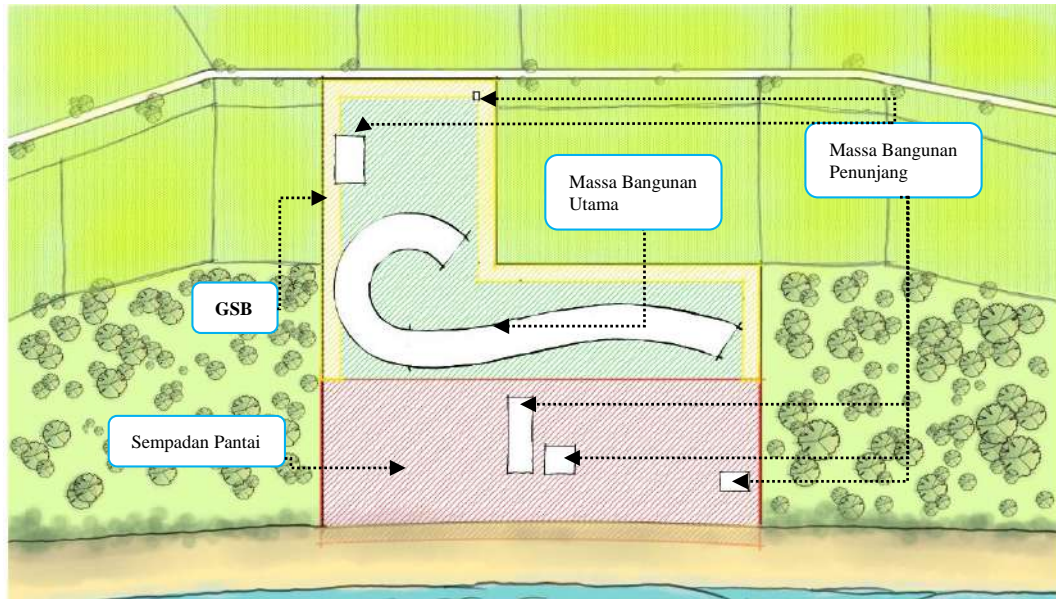 Massa Bangunan
Penunjang
Massa Bangunan
Utama
GSB
Sempadan Pantai